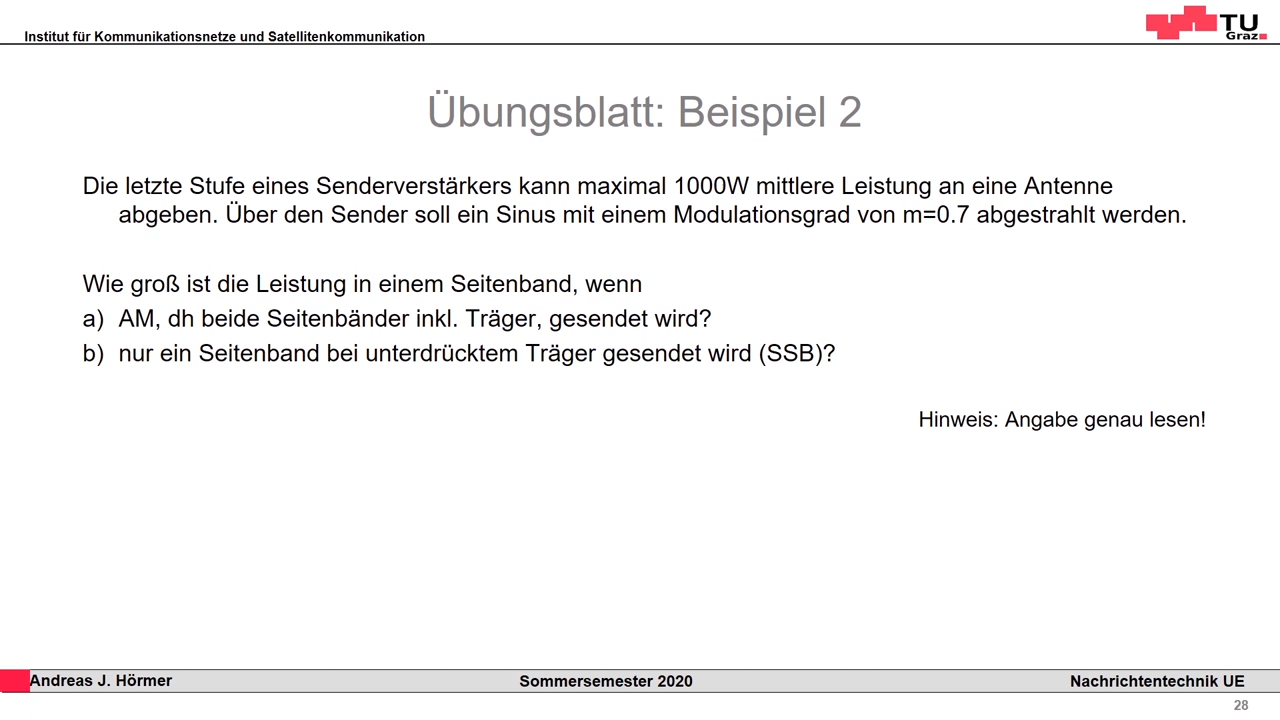 Institut für Kommunikationsnetze und Satellitenkommunikation
TU
Graz
Übungsblatt: Beispiel 2
Die letzte Stufe eines Senderverstärkers kann maximal 1000W mittlere Leistung an eine Antenne
abgeben. Über den Sender soll ein Sinus mit einem Modulationsgrad von m=0.7 abgestrahlt werden.
Wie groß ist die Leistung in einem Seitenband, wenn
a) AM, dh beide Seitenbänder inkl. Träger, gesendet wird?
b) nur ein Seitenband bei unterdrücktem Träger gesendet wird (SSB)?
Hinweis: Angabe genau lesen!
Andreas J. Hörmer Sommersemester 2020 Nachrichtentechnik UE
28